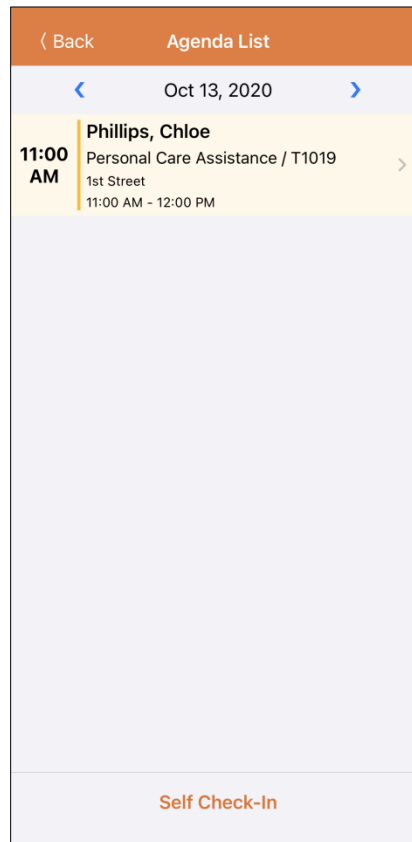 Back
Agenda List
Oct 13, 2020
11:00
AM
Phillips, Chloe
Personal Care Assistance / T1019
1st Street
11:00 AM - 12:00 PM
Self Check-In